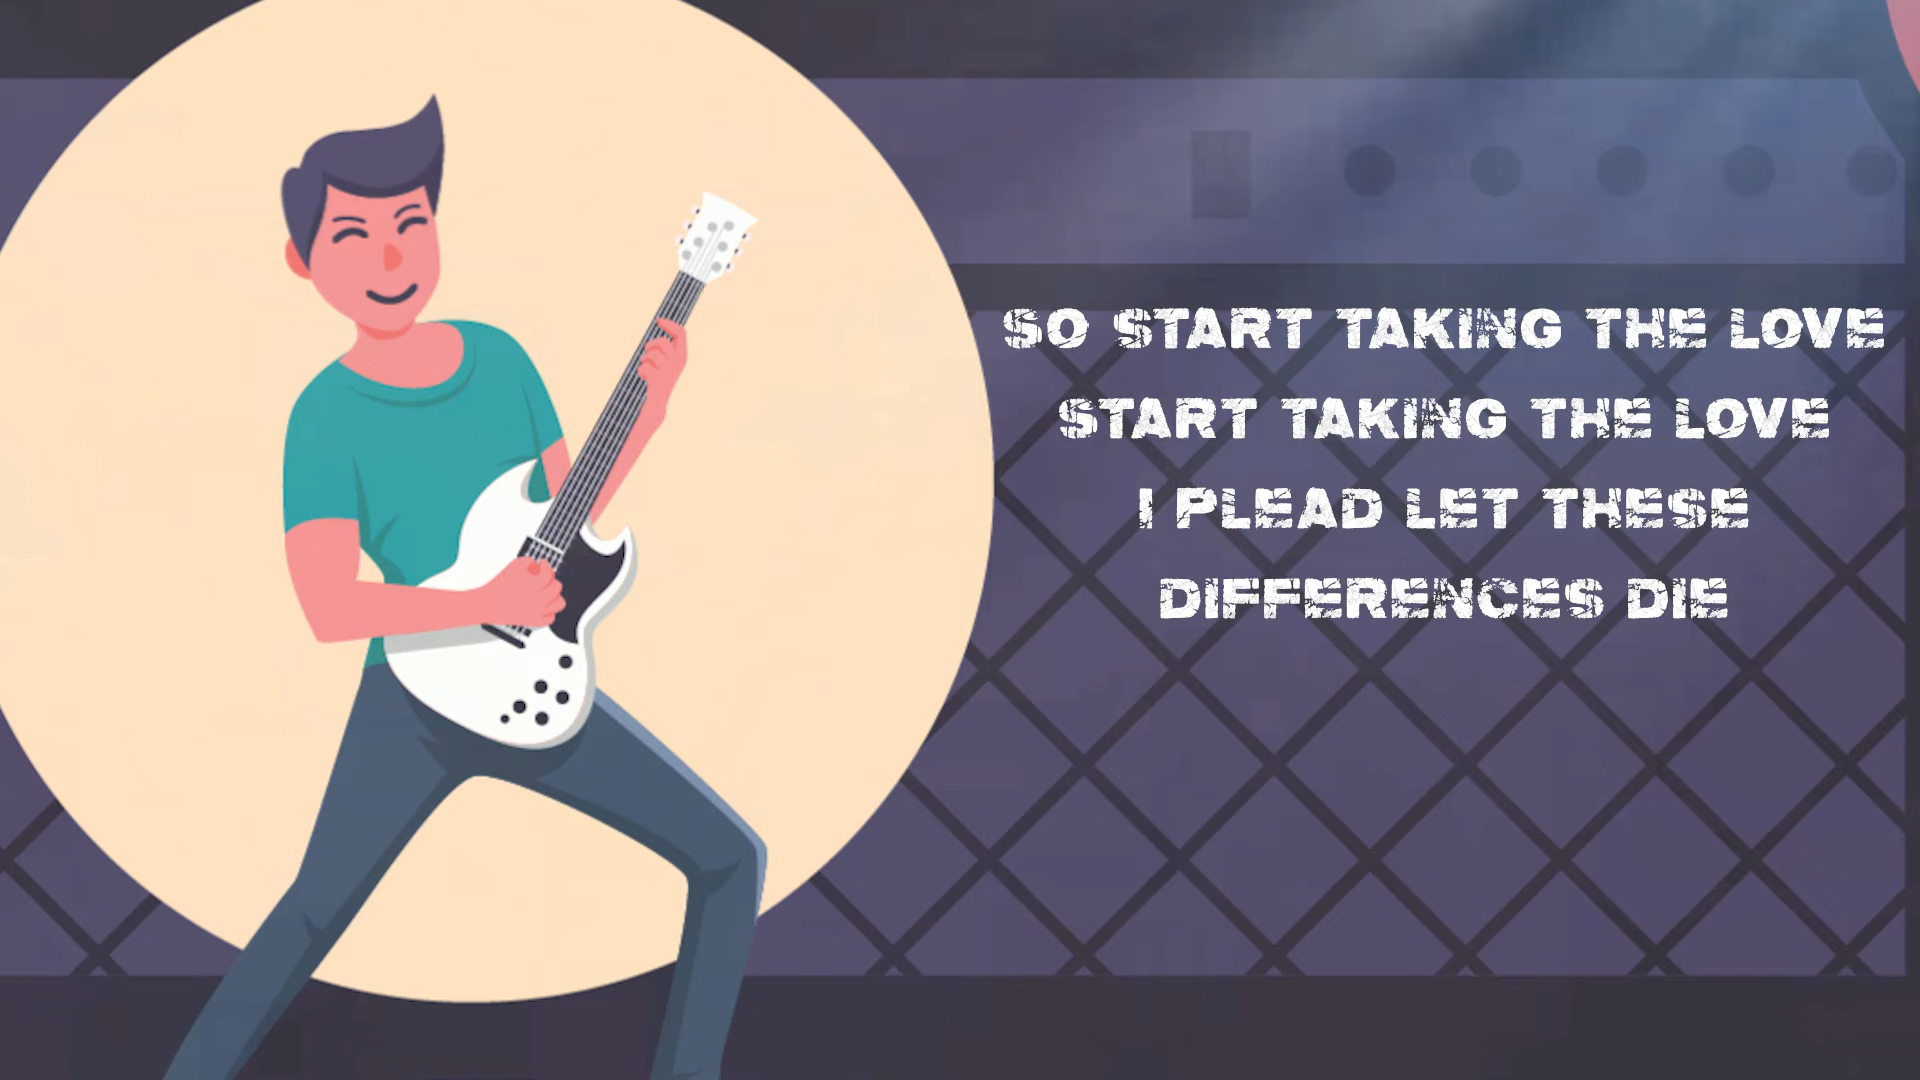 SO START TAKING THE LOVE
START TAKING THE LOVE
I PLEAD LET THESE
DIFFERENCES DIE